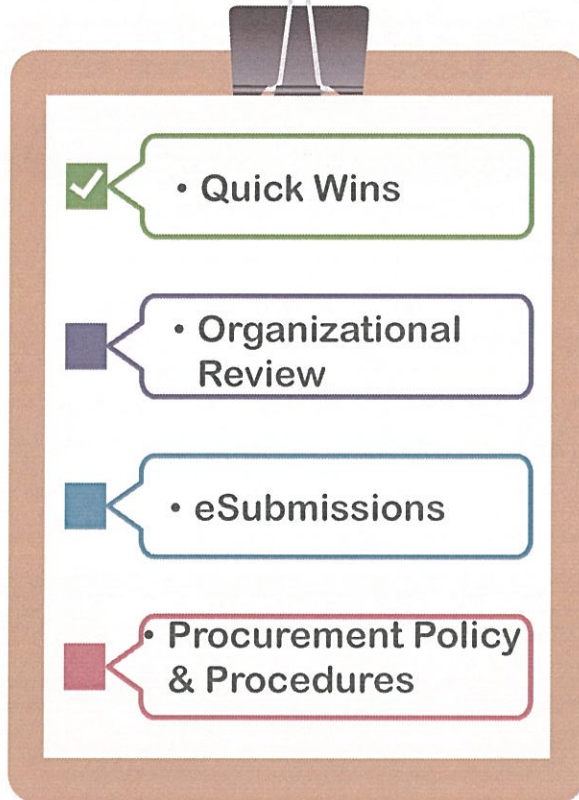 • Quick Wins
• Organizational
Review
• eSubmissions
• Procurement Policy
& Procedures